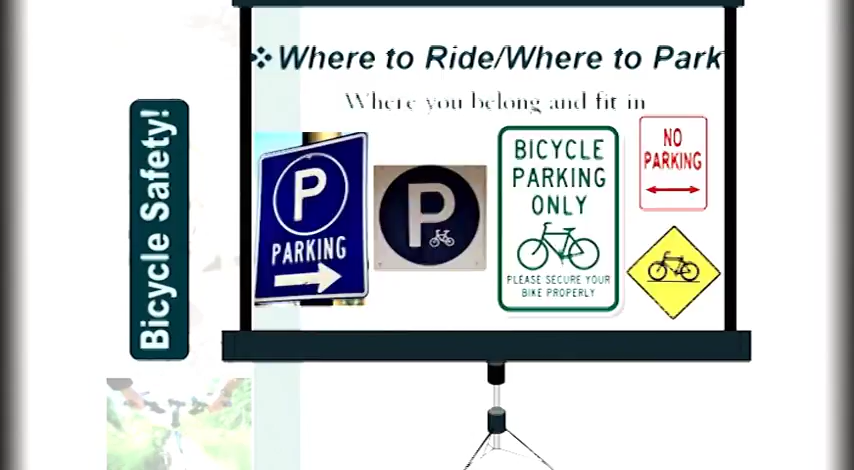 Where to Ride/Where to Park
Where you belong and fit in
Bicycle Safety!
P
PARKING
P
BICYCLE
PARKING
ONLY
PLEASE SECURE YOUR
BIKE PROPERLY
NO
PARKING